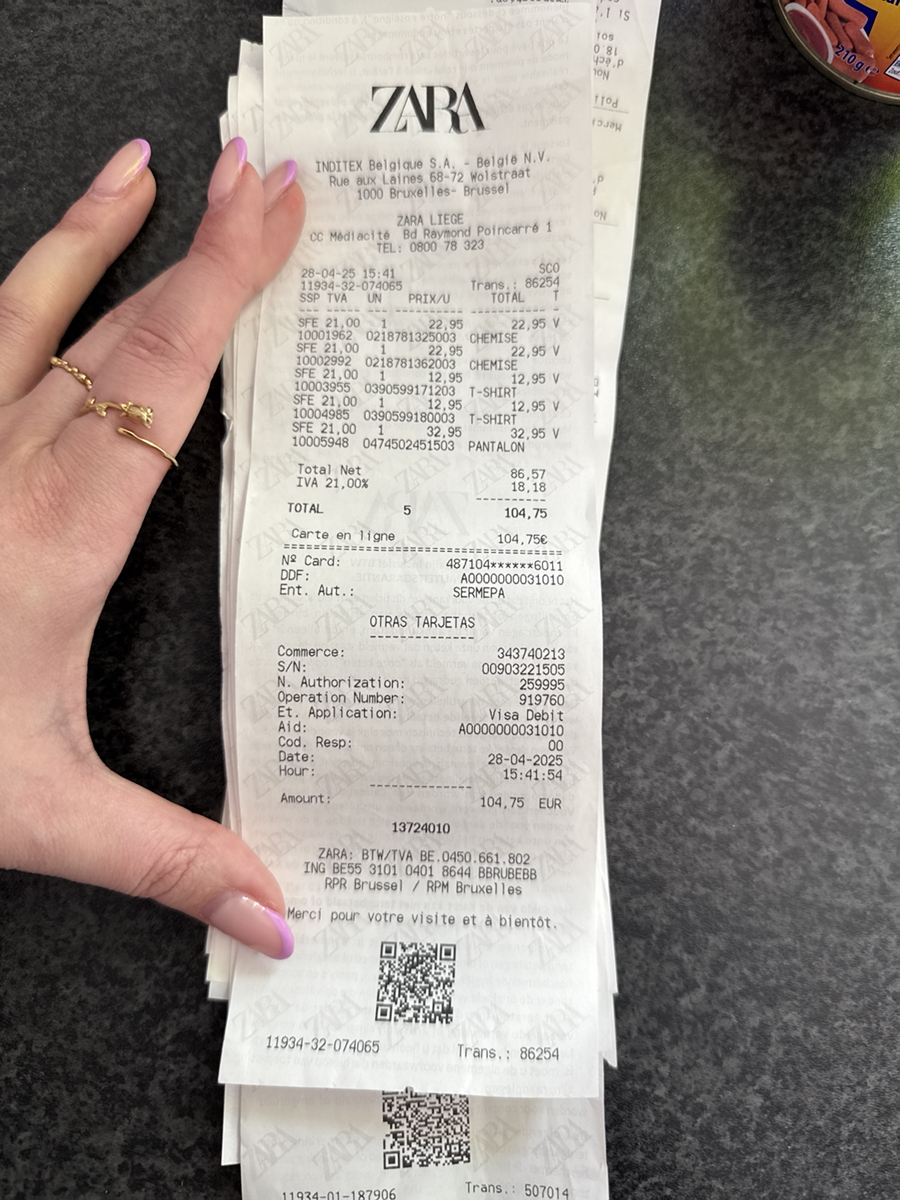 ZARA
INDITEX Belgique S.A. - België N.V.
Rue aux Laines 68-72 Wolstraat
1000 Bruxelles- Brussel
ZARA LIEGE
CC Médiacité Bd Raymond Poincarré 1
TEL: 0800 78 323
SCO
28-04-25 15:41
11934-32-074065 Trans.: 86254
SSP TVA UN PRIX/U TOTAL T
SFE 21,00 1 22,95 22,95 V
10001962 0218781325003 CHEMISE
SFE 21,00 1 22,95 22,95 V
10002992 0218781362003 CHEMISE
SFE 21,00 1 12,95 12,95 V
10003955 0390599171203 T-SHIRT
SFE 21,00 1 12,95 12,95 V
10004985 0390599180003 T-SHIRT
SFE 21,00 1 32,95 32,95 V
10005948 0474502451503 PANTALON
Total Net 86,57
IVA 21,00% 18,18
TOTAL 5 104,75
Carte en ligne 104,75€
Nº Card: 487104******6011
DDF: A0000000031010
Ent. Aut.: SERMEPA
OTRAS TARJETAS
Commerce: 343740213
S/N: 00903221505
N. Authorization: 259995
Operation Number: 919760
Et. Application: Visa Debit
Aid: A0000000031010
Cod. Resp: 00
Date: 28-04-2025
Hour: 15:41:54
Amount: 104,75 EUR
13724010
ZARA: BTW/TVA BE.0450.661.802
ING BE55 3101 0401 8644 BBRUBEBB
RPR Brussel / RPM Bruxelles
Merci pour votre visite et à bientôt.
11934-32-074065 Trans.: 86254
11934-01-187906 Trans.: 507014
210g e